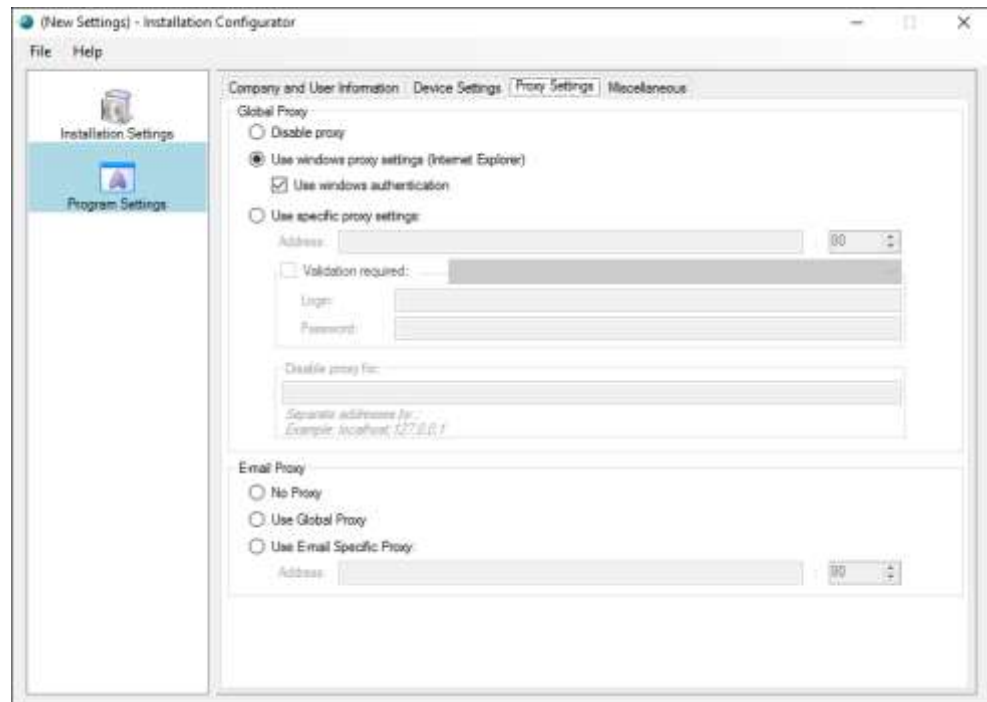 (New Settings) - Installation Configurator
File Help
Installation Settings
Program Settings
Company and User Information Device Settings Proxy Settings Miscellaneous
Global Proxy
Disable proxy
Use windows proxy settings (Internet Explorer)
Use windows authentication
Use specific proxy settings:
Address: : 80
Validation required:
Login:
Password:
Disable proxy for:
Separate addresses by ;
Example: localhost; 127.0.0.1
E-mail Proxy
No Proxy
Use Global Proxy
Use E-mail Specific Proxy:
Address: : 80